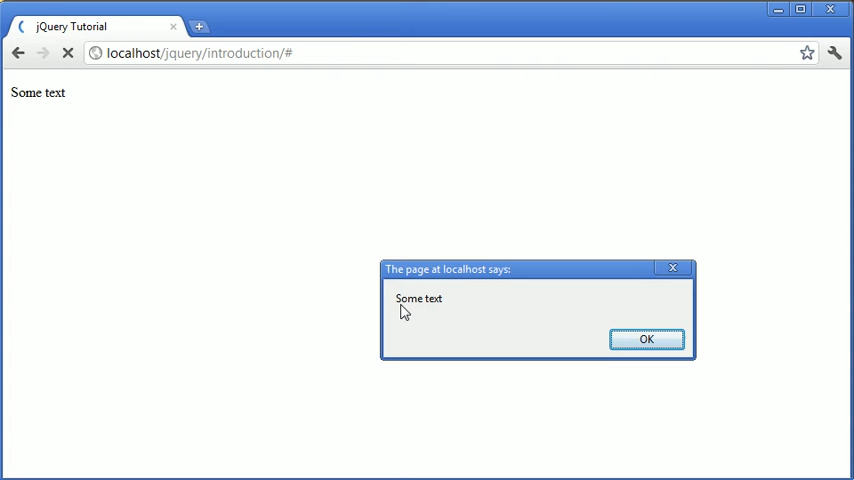 jQuery Tutorial
localhost/jquery/introduction/#
Some text
The page at localhost says:
Some text
OK